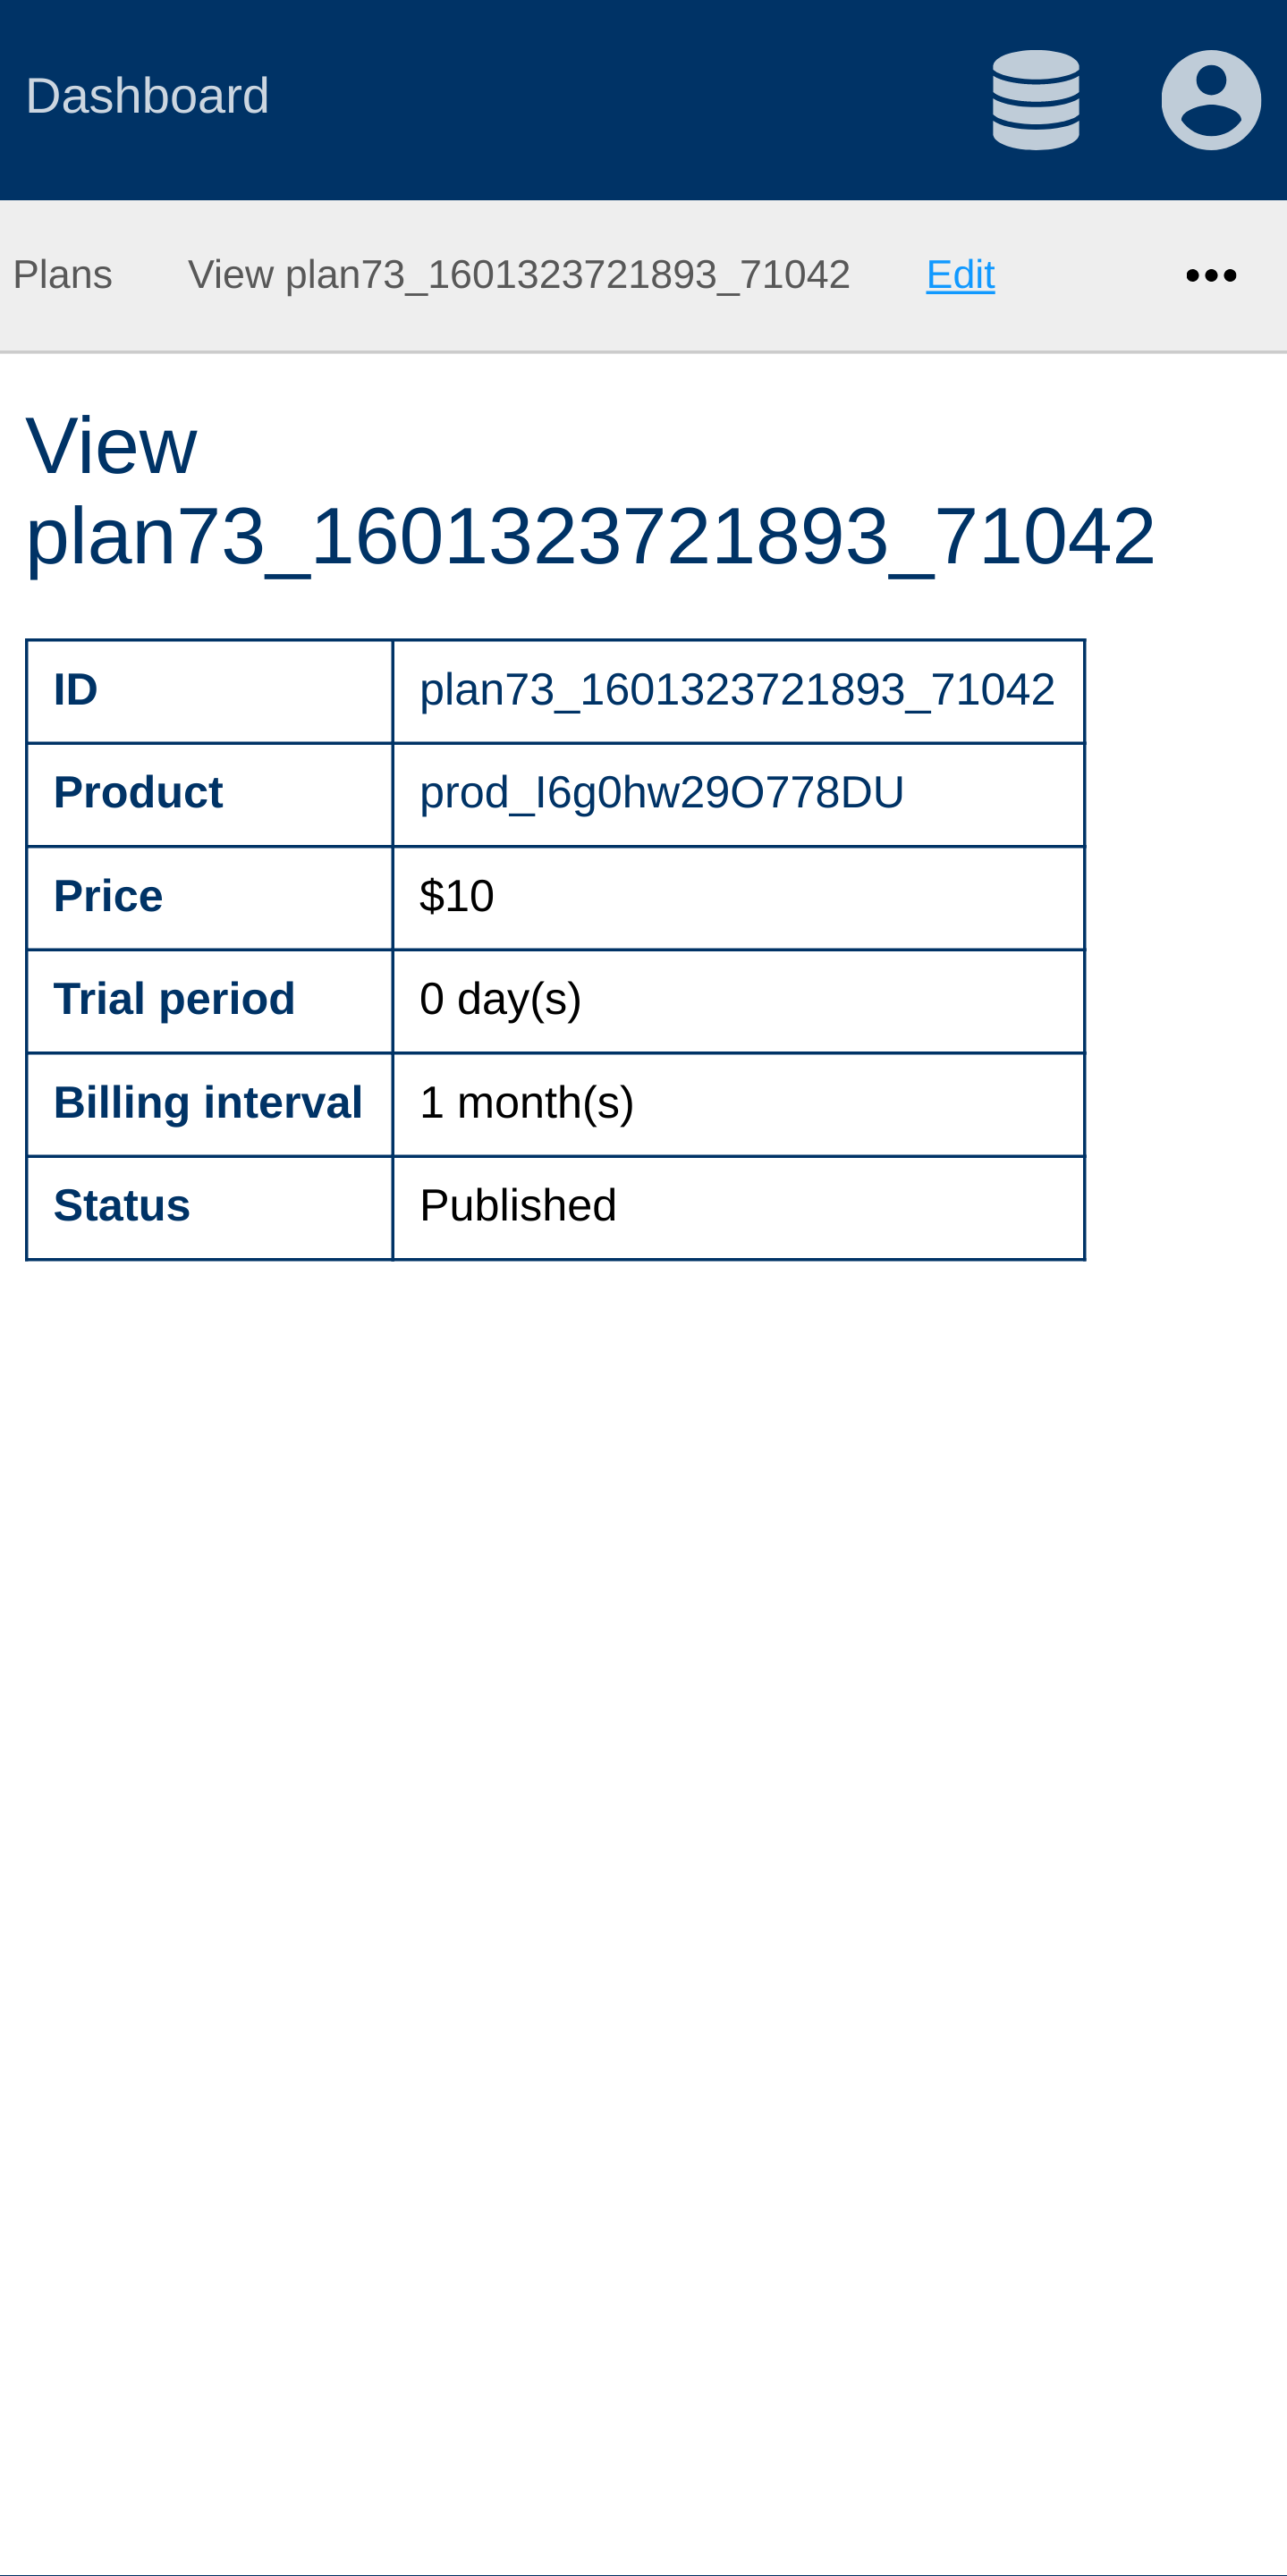 Dashboard
Plans View plan73_1601323721893_71042 Edit •••
View
plan73_1601323721893_71042
ID plan73_1601323721893_71042
Product prod_I6g0hw29O778DU
Price $10
Trial period 0 day(s)
Billing interval 1 month(s)
Status Published